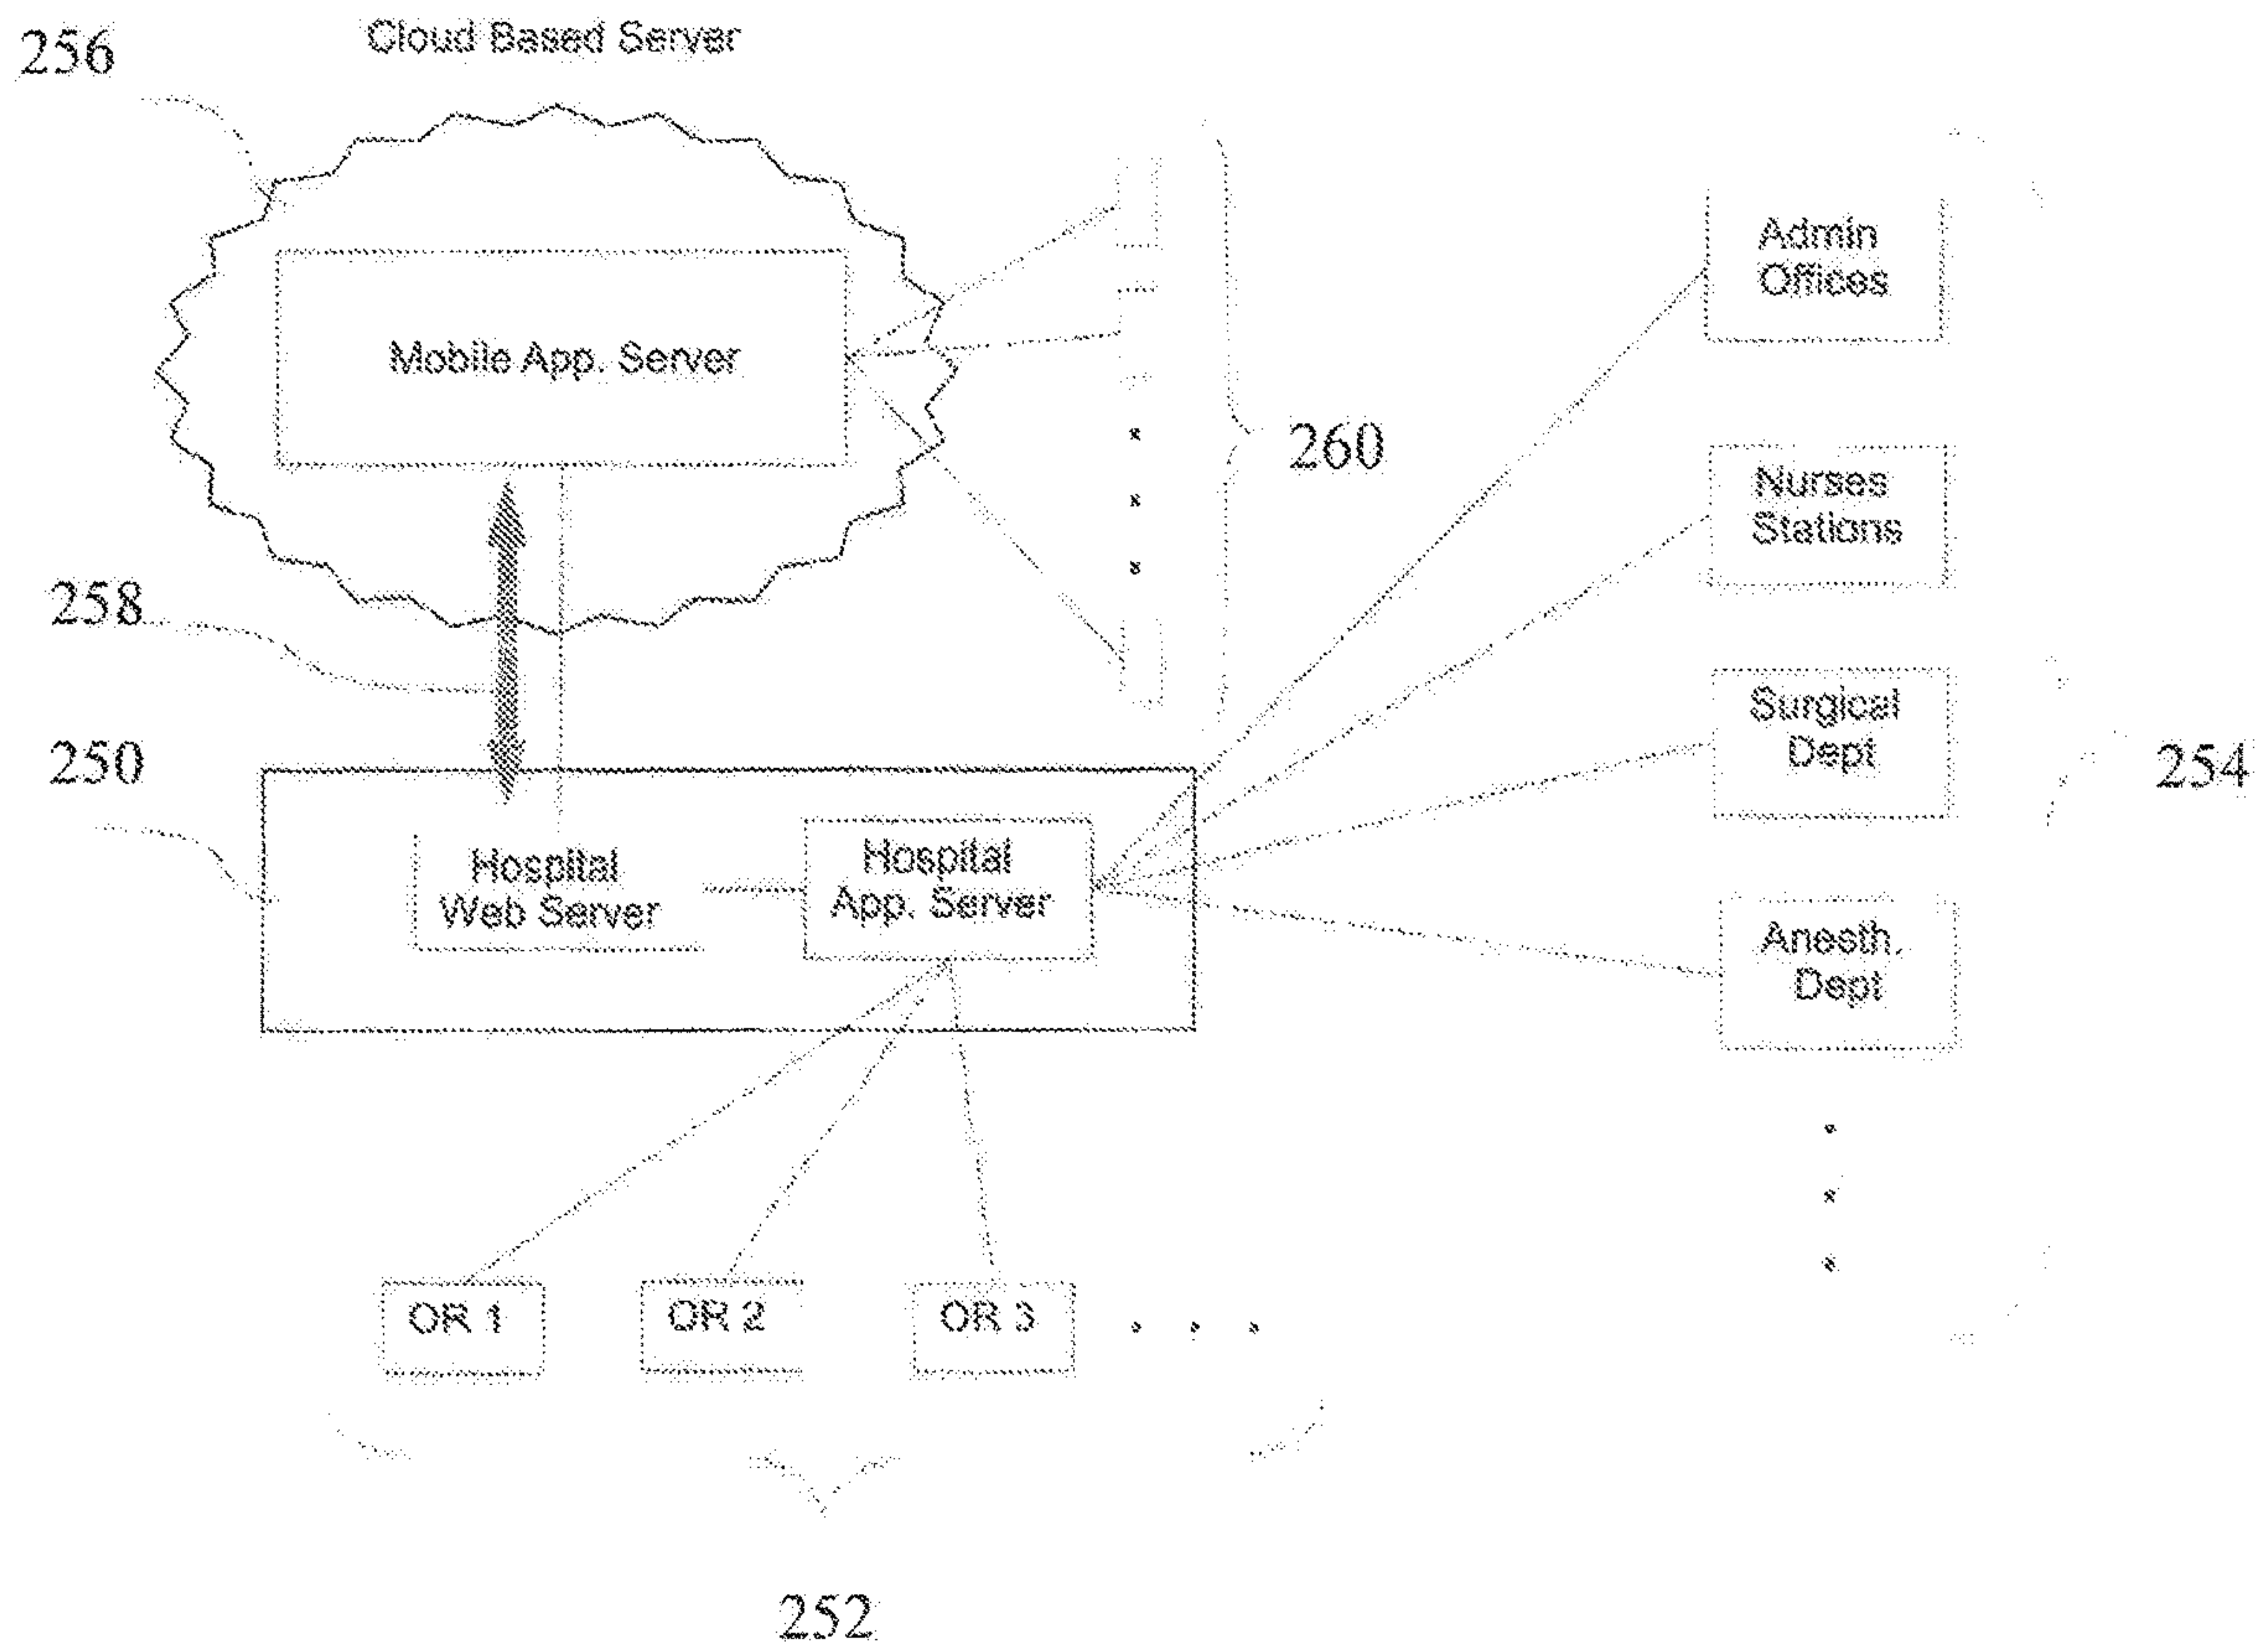 256
Cloud Based Server
Mobile App. Server
260
Admin
Offices
Nurses
Stations
258
Surgical
Dept
254
250
Hospital
Web Server
Hospital
App. Server
Anesth.
Dept
OR 1
OR 2
OR 3
252